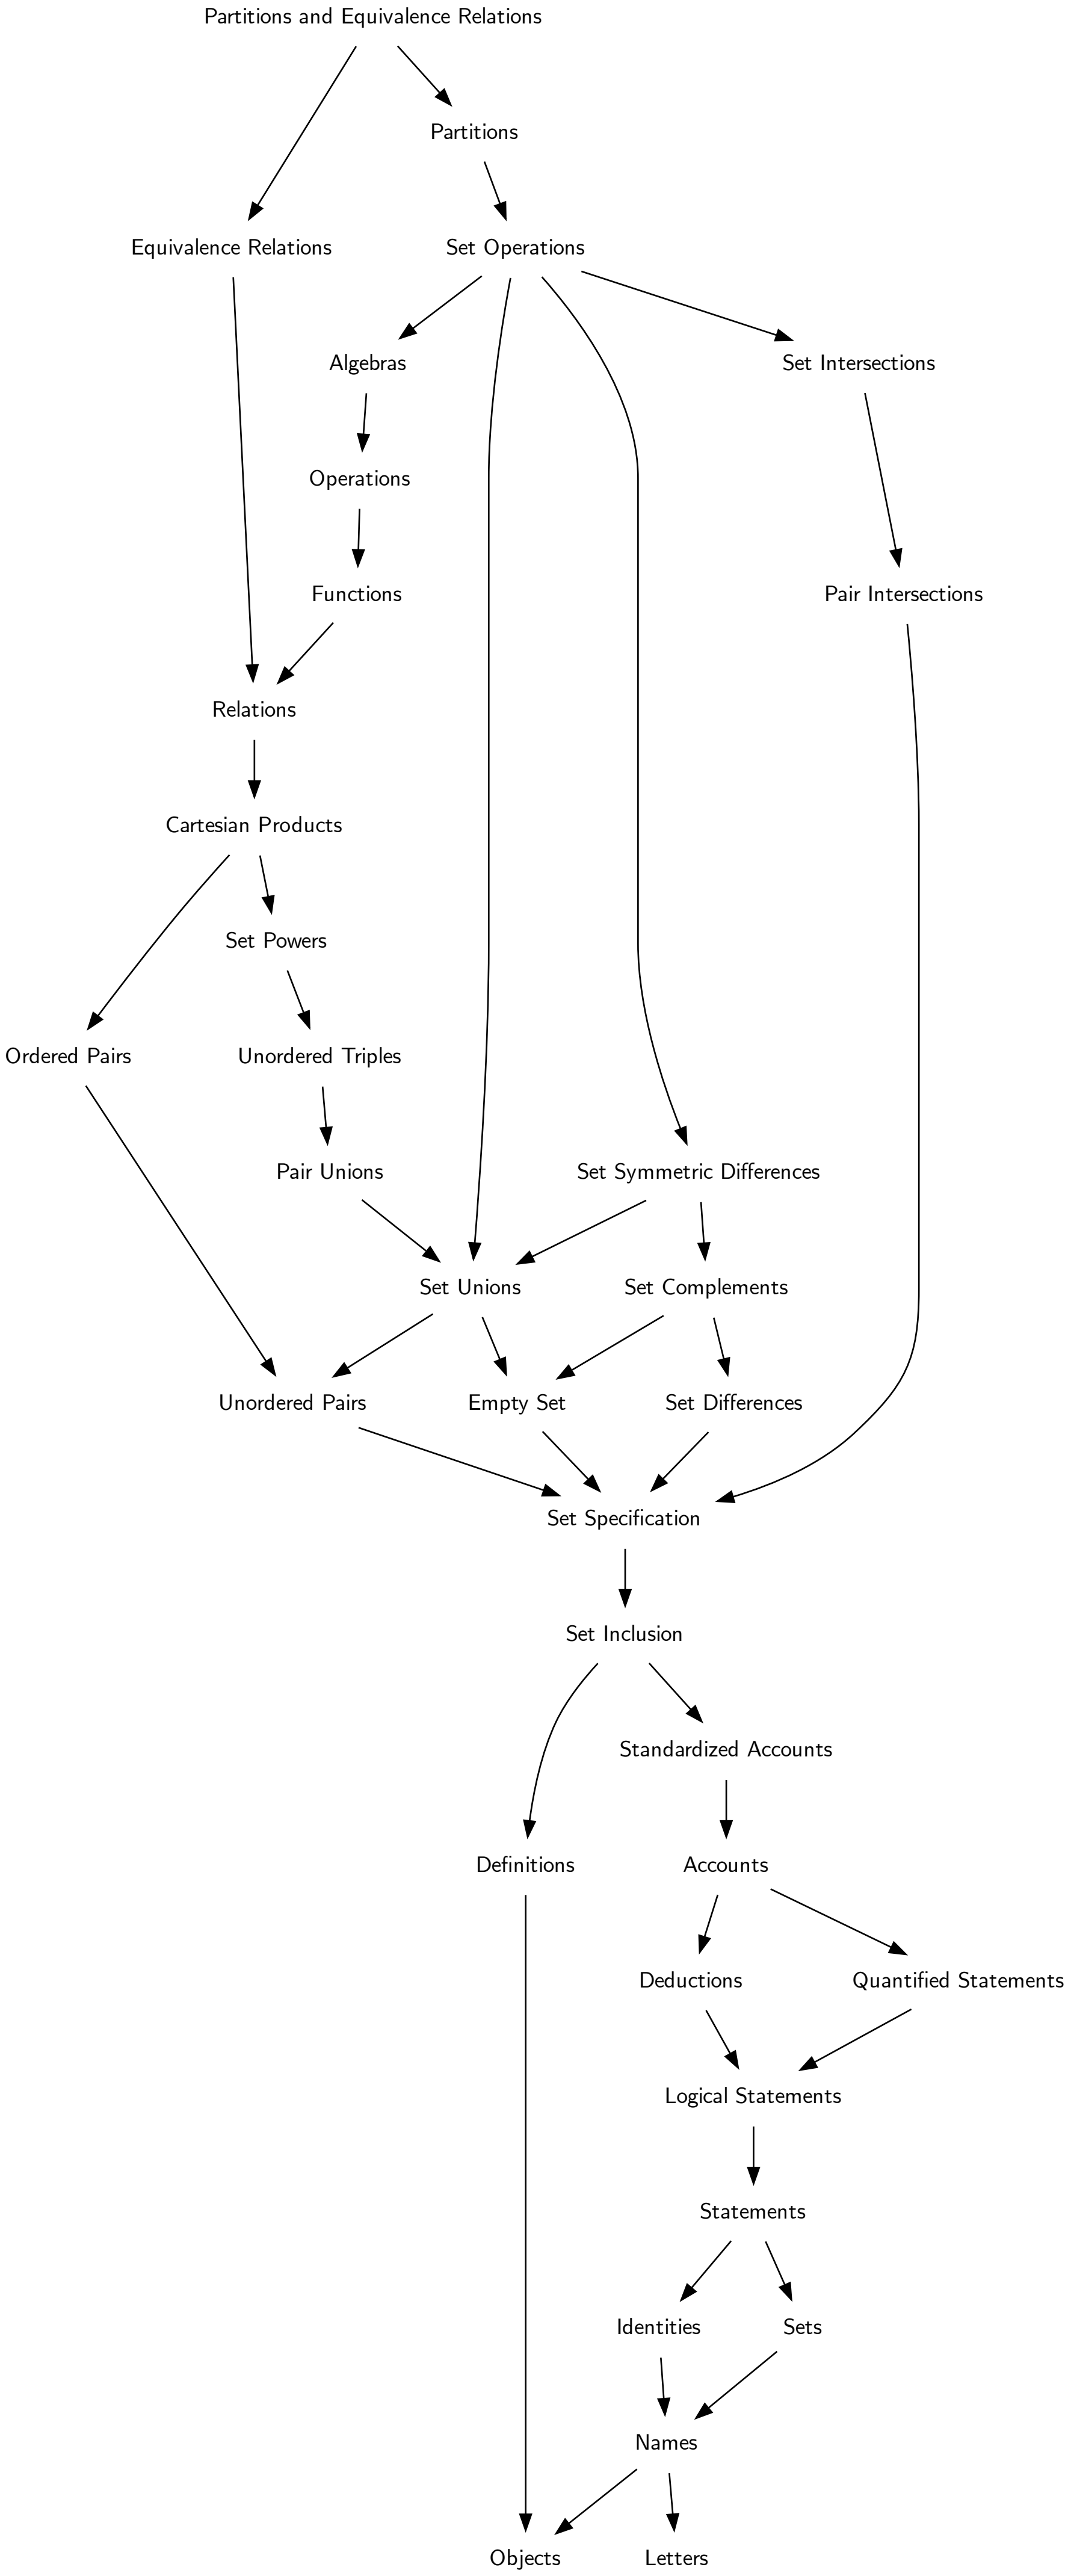 Partitions and Equivalence Relations
Partitions
Equivalence Relations
Set Operations
Algebras
Set Intersections
Operations
Functions
Pair Intersections
Relations
Cartesian Products
Set Powers
Ordered Pairs
Unordered Triples
Pair Unions
Set Symmetric Differences
Set Unions
Set Complements
Unordered Pairs
Empty Set
Set Differences
Set Specification
Set Inclusion
Standardized Accounts
Definitions
Accounts
Deductions
Quantified Statements
Logical Statements
Statements
Identities
Sets
Names
Objects
Letters